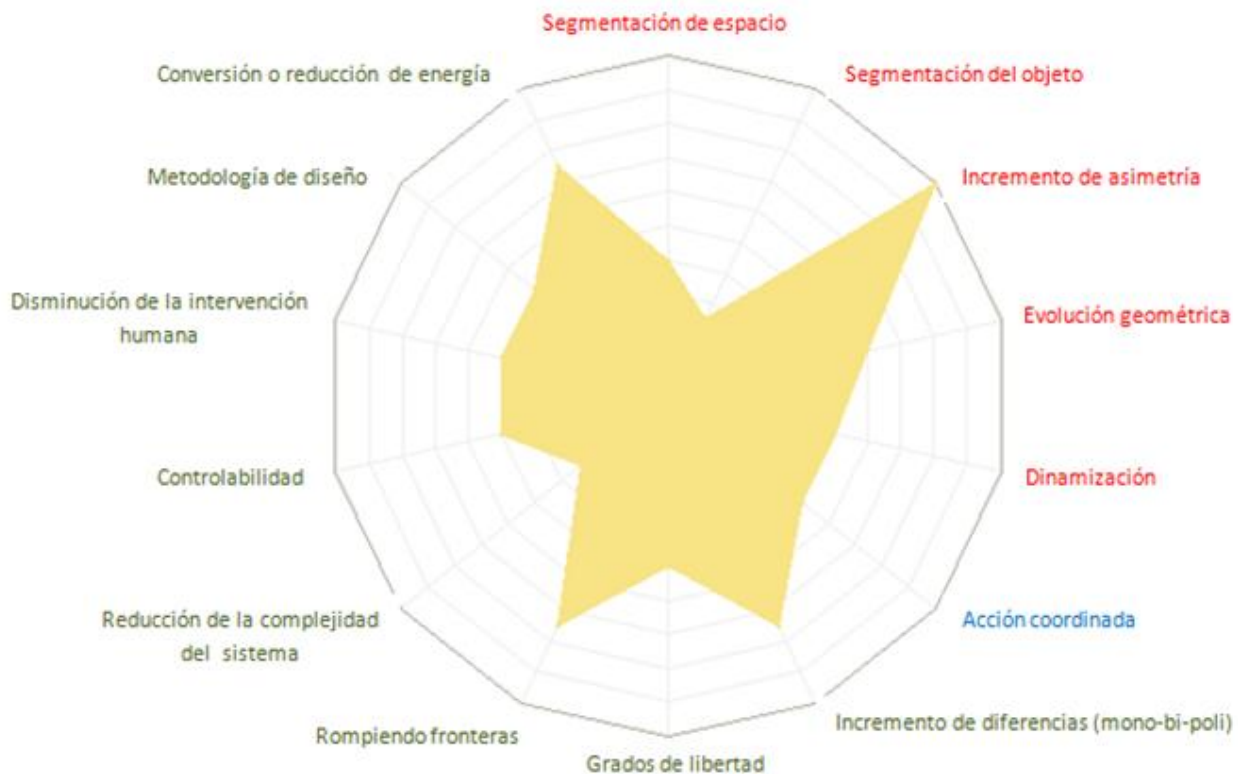 Segmentación de espacio
Segmentación del objeto
Incremento de asimetría
Evolución geométrica
Dinamización
Acción coordinada
Incremento de diferencias (mono-bi-poli)
Grados de libertad
Rompiendo fronteras
Reducción de la complejidad
del sistema
Controlabilidad
Disminución de la intervención
humana
Metodología de diseño
Conversión o reducción de energía